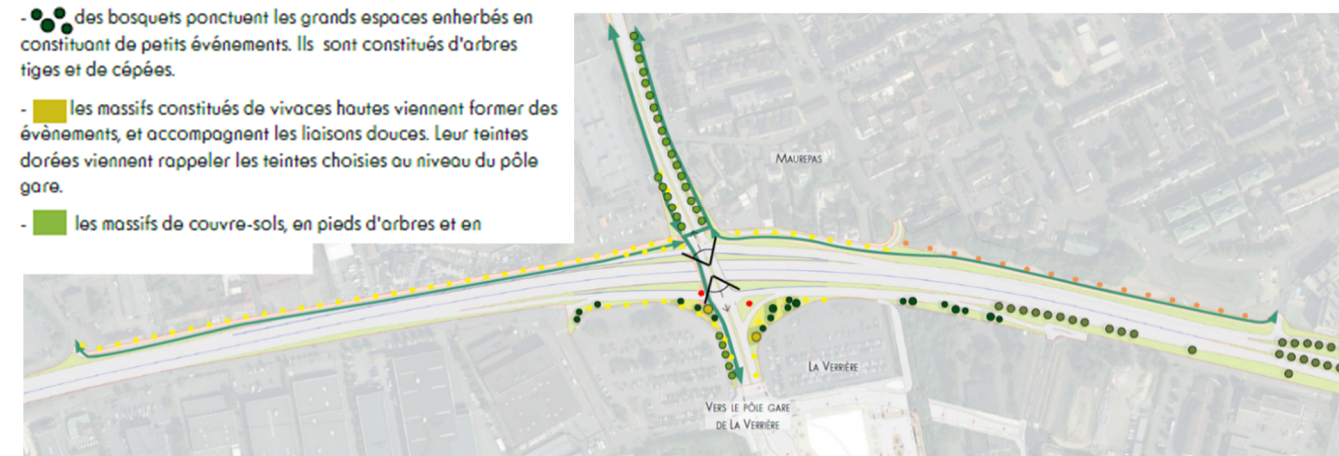 - des bosquets ponctuent les grands espaces enherbés en
constituant de petits événements. Ils sont constitués d'arbres
tiges et de cépées.
- les massifs constitués de vivaces hautes viennent former des
évènements, et accompagnent les liaisons douces. Leur teintes
dorées viennent rappeler les teintes choisies au niveau du pôle
gare.
- les massifs de couvre-sols, en pieds d'arbres et en
MAUREPAS
LA VERRIÈRE
VERS LE PÔLE GARE
DE LA VERRIÈRE